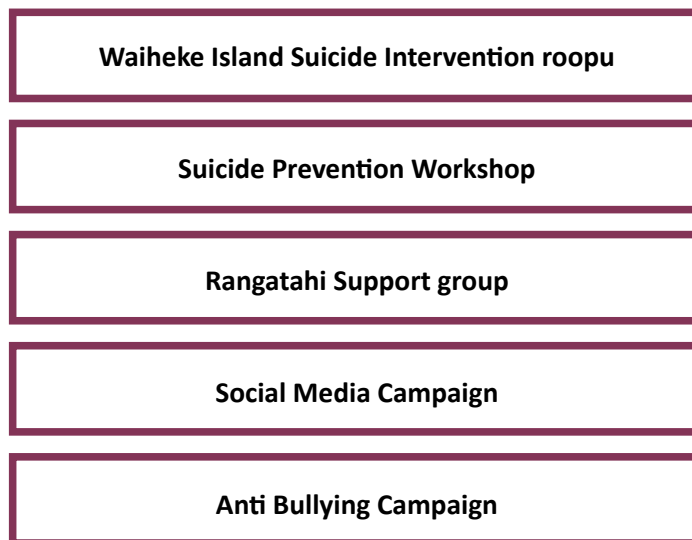 Waiheke Island Suicide Intervention roopu
Suicide Prevention Workshop
Rangatahi Support group
Social Media Campaign
Anti Bullying Campaign